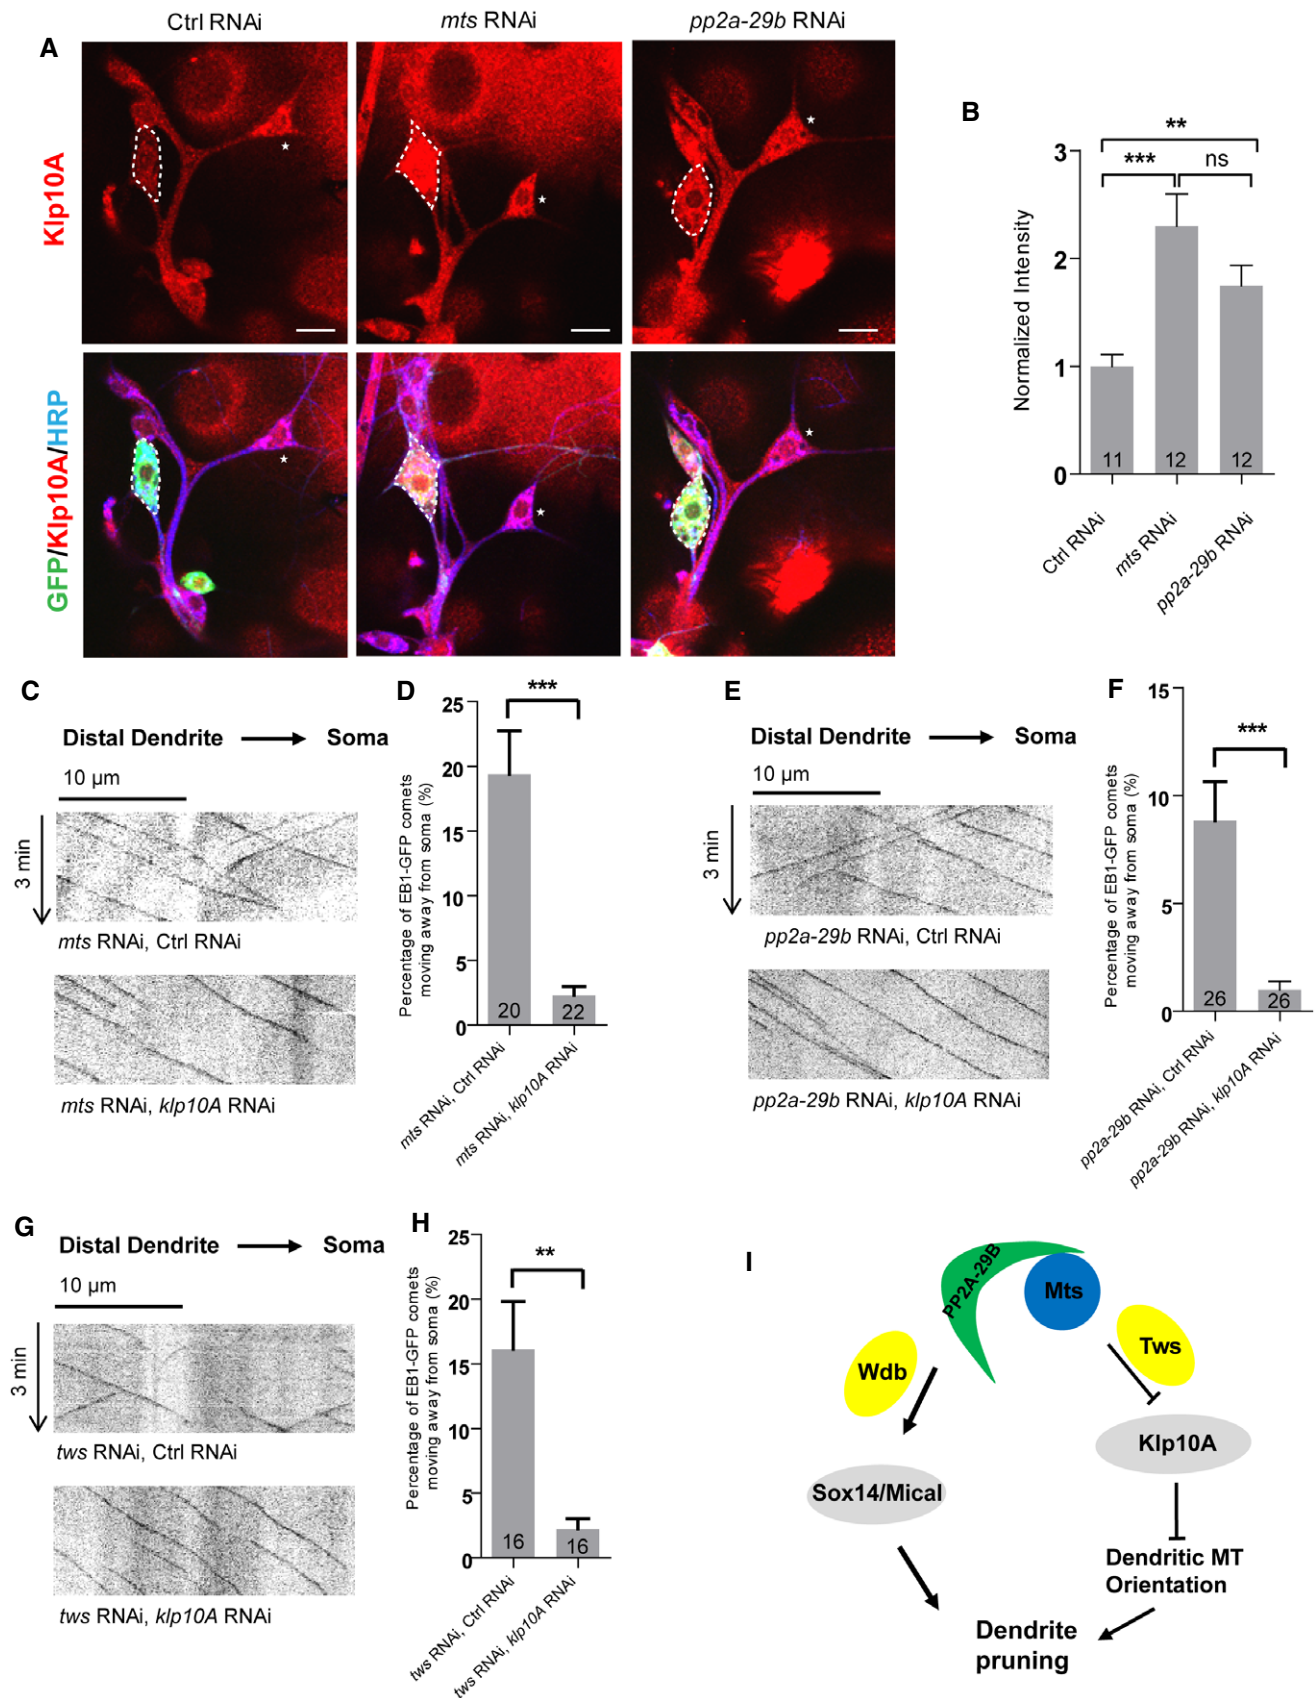 Ctrl RNAi
mts RNAi
pp2a-29b RNAi
A
Klp10A
GFP/Klp10A/HRP
B
**
***
ns
3
2
1
0
Normalized Intensity
11
12
12
Ctrl RNAi
mts RNAi
pp2a-29b RNAi
C
Distal Dendrite
Soma
10 µm
3 min
mts RNAi, Ctrl RNAi
mts RNAi, klp10A RNAi
D
***
25
20
15
10
5
0
Percentage of EB1-GFP comets
moving away from soma (%)
20
22
mts RNAi, Ctrl RNAi
mts RNAi, klp10A RNAi
E
Distal Dendrite
Soma
10 µm
3 min
pp2a-29b RNAi, Ctrl RNAi
pp2a-29b RNAi, klp10A RNAi
F
***
15
10
5
0
Percentage of EB1-GFP comets
moving away from soma (%)
26
26
pp2a-29b RNAi, Ctrl RNAi
pp2a-29b RNAi, klp10A RNAi
G
Distal Dendrite
Soma
10 µm
3 min
tws RNAi, Ctrl RNAi
tws RNAi, klp10A RNAi
H
**
25
20
15
10
5
0
Percentage of EB1-GFP comets
moving away from soma (%)
16
16
tws RNAi, Ctrl RNAi
tws RNAi, klp10A RNAi
I
PP2A-29B
Mts
Tws
Wdb
Klp10A
Sox14/Mical
Dendritic MT
Orientation
Dendrite
pruning